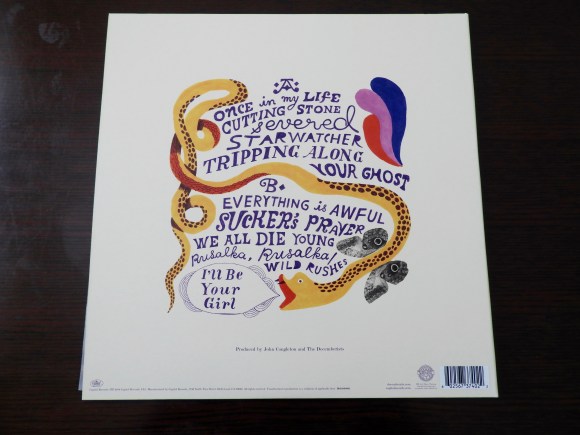 A.
ONCE in my LIFE
CUTTING STONE
Severed
STARWATCHER
TRIPPING ALONG
YOUR GHOST
B.
EVERYTHING is AWFUL
SUCKER'S PRAYER
WE ALL DIE YOUNG
Rusalka, Rusalka/
WILD RUSHES
I'll Be
Your
Girl
Produced by John Congleton and The Decemberists.